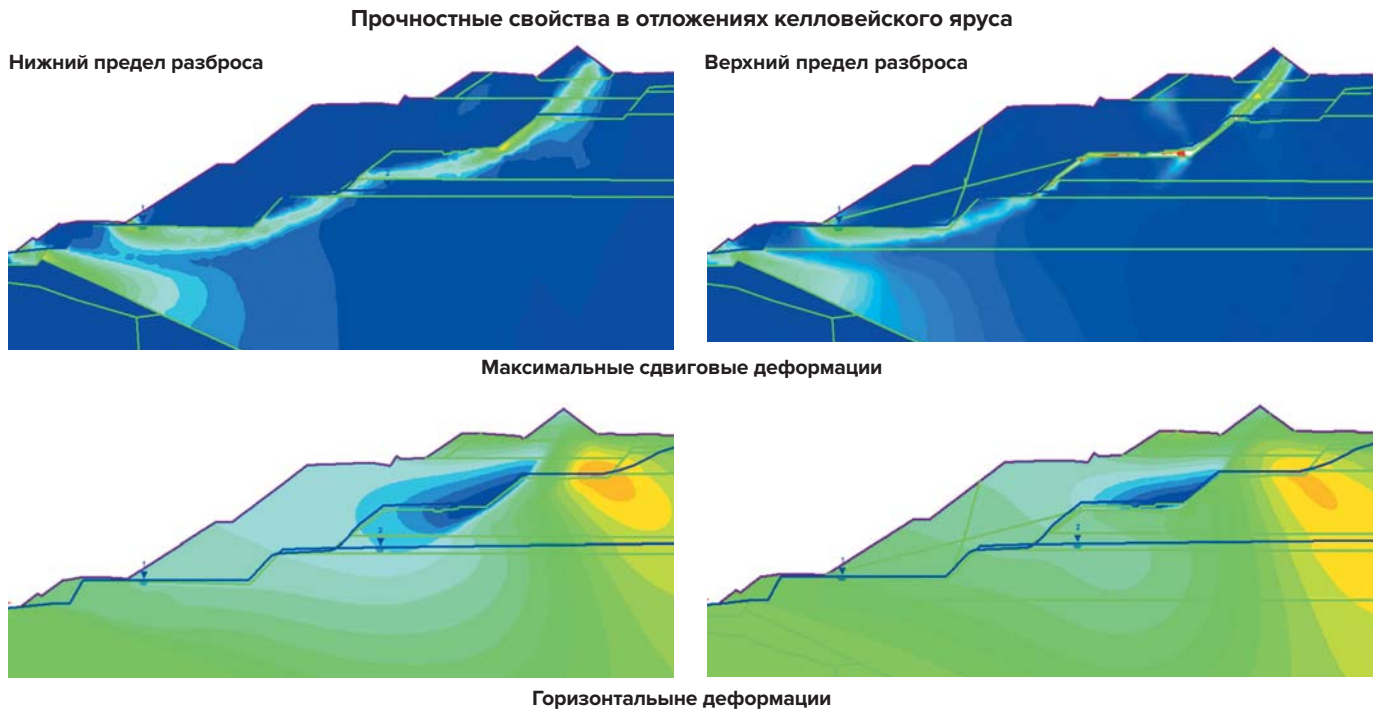 Прочностные свойства в отложениях келловейского яруса
Нижний предел разброса
Верхний предел разброса
Максимальные сдвиговые деформации
Горизонтальыне деформации